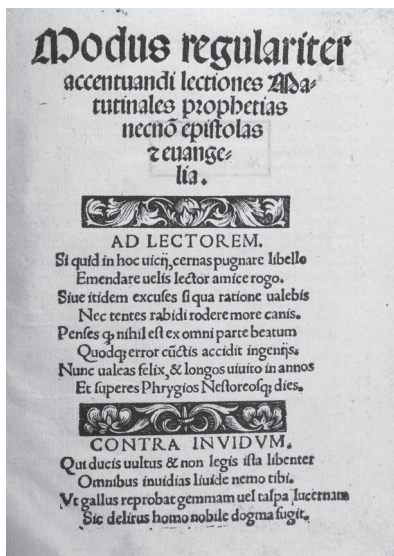 Modus regulariter
accentuandi lectiones Ma-
tutinales prophetias
necnō epistolas
⁊ euange-
lia.
AD LECTOREM.
Si quid in hoc uicij, cernas pugnare libello
Emendare uelis lector amice rogo.
Siue itidem excuses si qua ratione ualebis
Nec tentes rabidi rodere more canis.
Penses ꝙ nihil est ex omni parte beatum
Quodqꝫ error cūctis accidit ingenijs.
Nunc ualeas felix, & longos uiuito in annos
Et superes Phrygios Nestoreosqꝫ dies.
CONTRA INVIDVM.
Qui ducis uultus & non legis ista libenter
Omnibus inuidias liuide nemo tibi.
Vt gallus reprobat gemmam uel talpa lucernam
Sic delirus homo nobile dogma fugit.